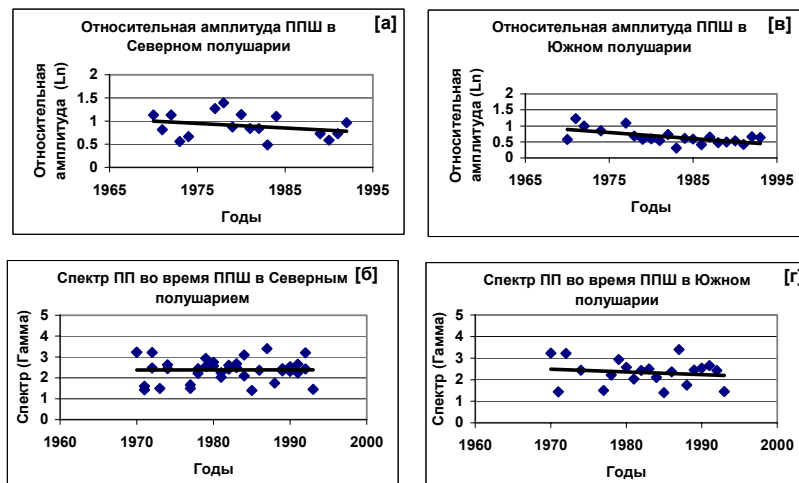 Относительная амплитуда ППШ в
Северном полушарии
[а]
Относительная
амплитуда (Ln)
2
1.5
1
0.5
0
1965 1975 1985 1995
Годы
Относительная амплитуда ППШ в
Южном полушарии
[в]
Относительная
амплитуда (Ln)
2
1.5
1
0.5
0
1965 1975 1985 1995
Годы
Спектр ПП во время ППШ в Северным
полушарием
[б]
Спектр (Гамма)
5
4
3
2
1
0
1960 1970 1980 1990 2000
Годы
Спектр ПП во время ППШ в Южном
полушарии
[г]
Спектр (Гамма)
5
4
3
2
1
0
1960 1970 1980 1990 2000
Годы